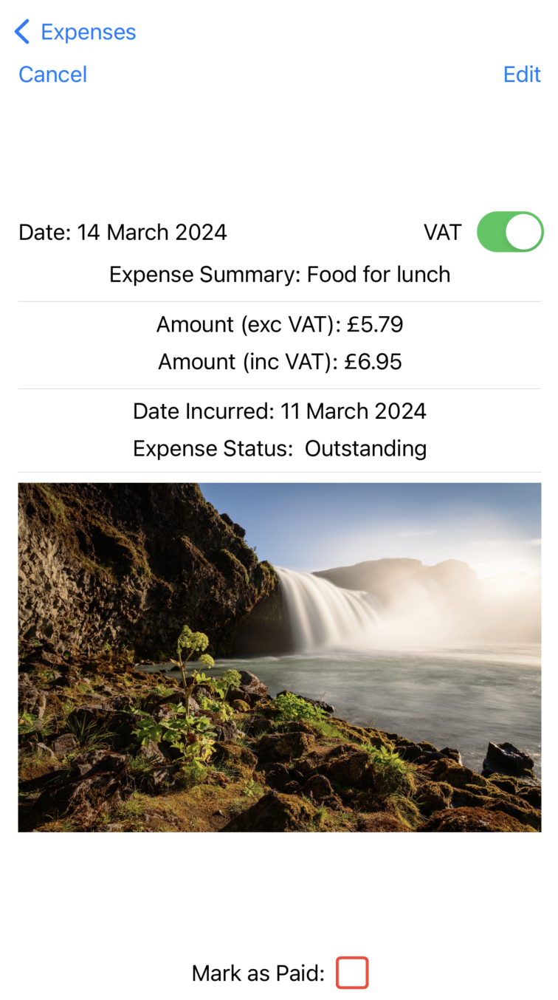 Expenses
Cancel
Edit
Date: 14 March 2024
VAT
Expense Summary: Food for lunch
Amount (exc VAT): £5.79
Amount (inc VAT): £6.95
Date Incurred: 11 March 2024
Expense Status: Outstanding
Mark as Paid: